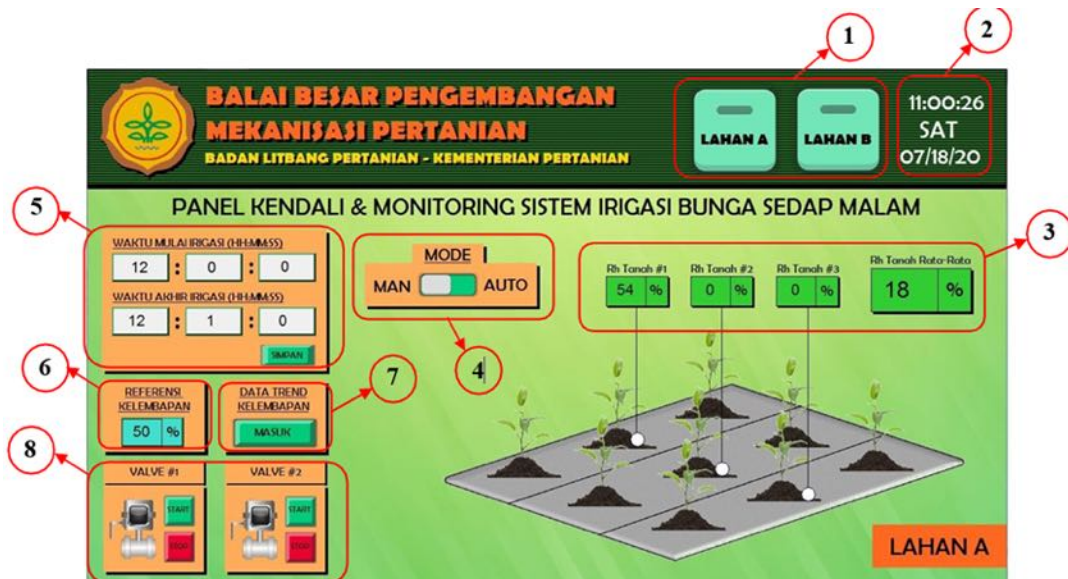 1
2
BALAI BESAR PENGEMBANGAN
MEKANISASI PERTANIAN
BADAN LITBANG PERTANIAN - KEMENTERIAN PERTANIAN
LAHAN A
LAHAN B
11:00:26
SAT
07/18/20
PANEL KENDALI & MONITORING SISTEM IRIGASI BUNGA SEDAP MALAM
5
WAKTU MULAI IRIGASI (HH:MM:SS)
12 : 0 : 0
WAKTU AKHIR IRIGASI (HH:MM:SS)
12 : 1 : 0
SIMPAN
MODE
MAN AUTO
4
Rh Tanah #1
54 %
Rh Tanah #2
0 %
Rh Tanah #3
0 %
Rh Tanah Rata-Rata
18 %
3
6
REFERENSI
KELEMBAPAN
50 %
DATA TREND
KELEMBAPAN
MASUK
7
8
VALVE #1
START
STOP
VALVE #2
START
STOP
LAHAN A